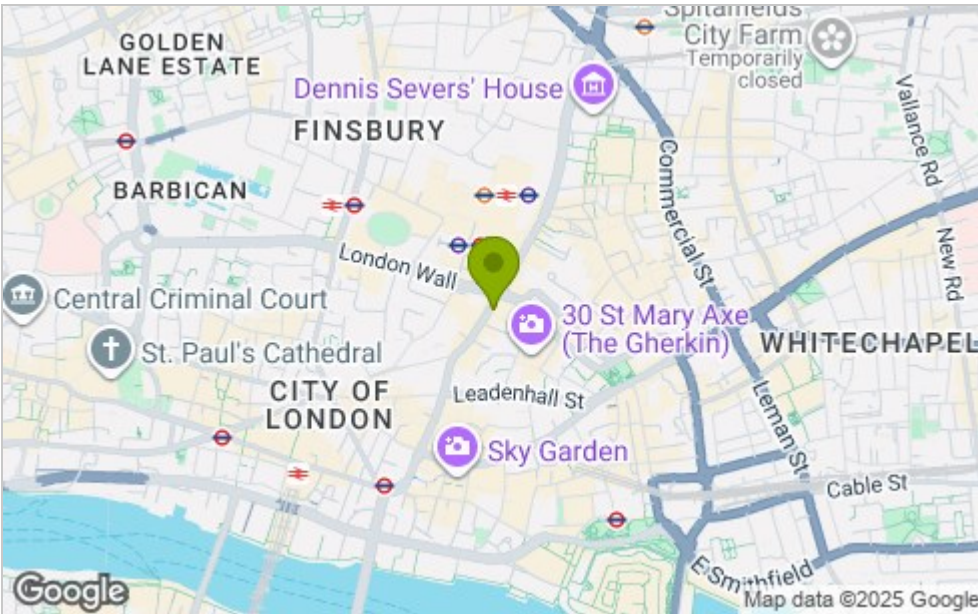 GOLDEN
LANE ESTATE
Spitalfields
City Farm
Temporarily
closed
Dennis Severs' House
FINSBURY
Vallance Rd
Commercial St
BARBICAN
London Wall
New Rd
Central Criminal Court
30 St Mary Axe
(The Gherkin)
WHITECHAPEL
St. Paul's Cathedral
CITY OF
LONDON
Leadenhall St
Leman St
Sky Garden
Cable St
E Smithfield
Google
Map data ©2025 Google